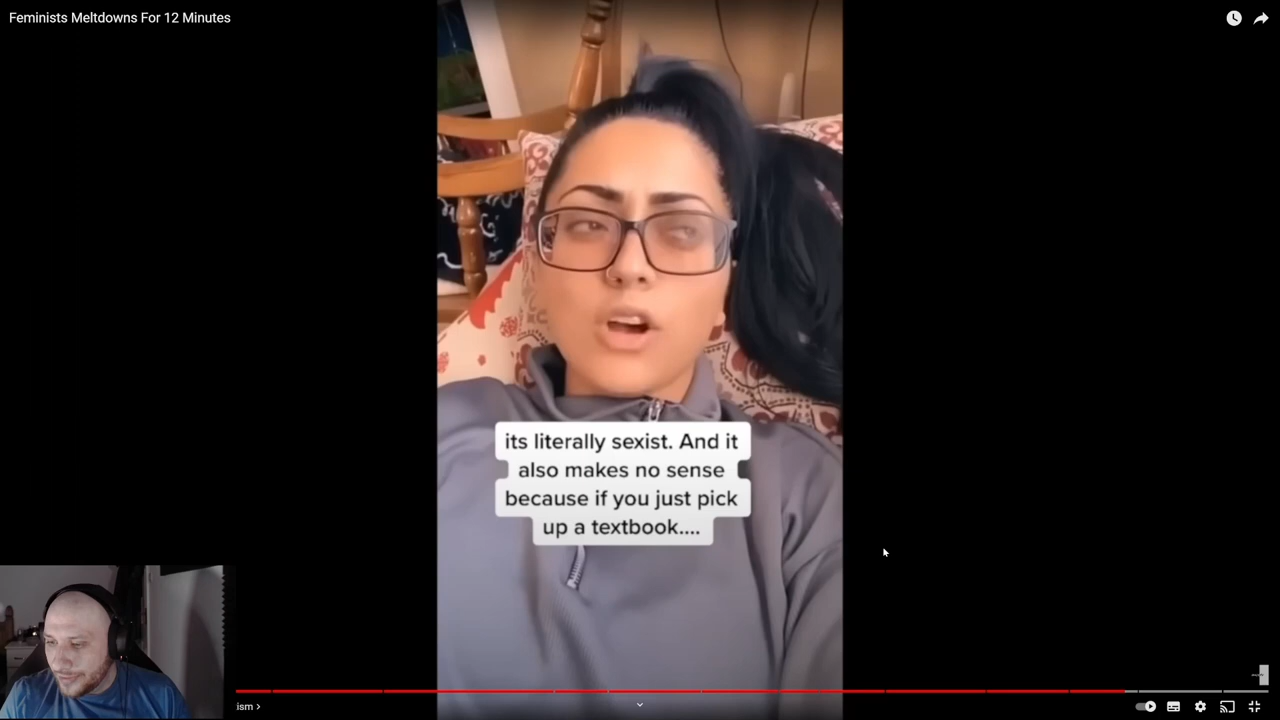 Feminists Meltdowns For 12 Minutes
its literally sexist. And it
also makes no sense
because if you just pick
up a textbook....
ism